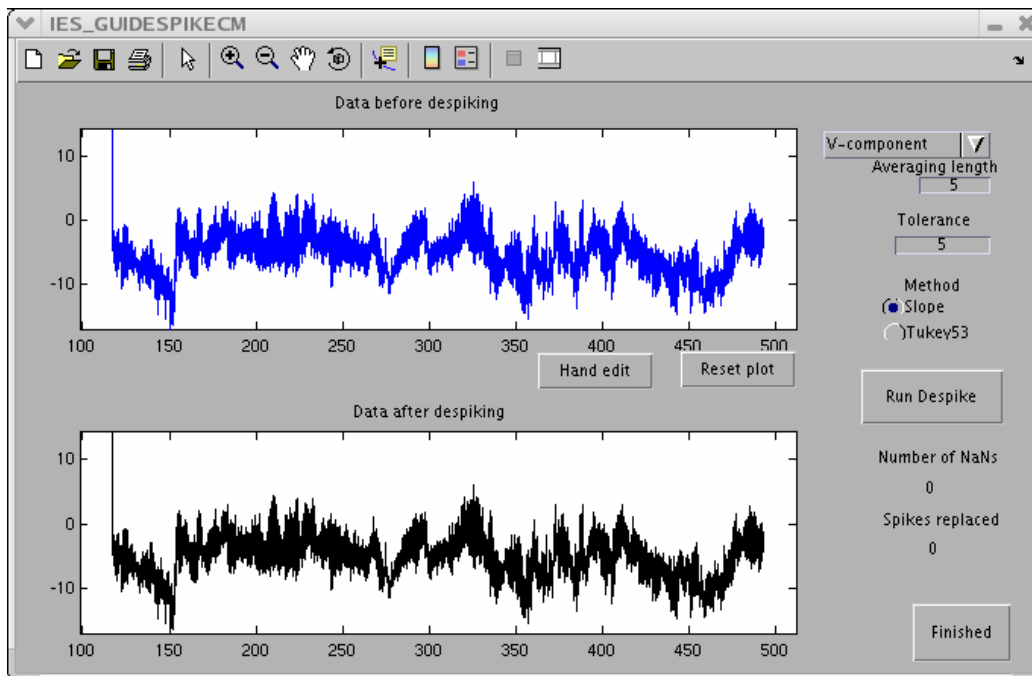 IES_GUIDESPIKECM
Data before despiking
10
0
-10
100 150 200 250 300 350 400 450 500
V-component
Averaging length
5
Tolerance
5
Method
Slope
Tukey53
Hand edit
Reset plot
Run Despike
Data after despiking
10
0
-10
100 150 200 250 300 350 400 450 500
Number of NaNs
0
Spikes replaced
0
Finished